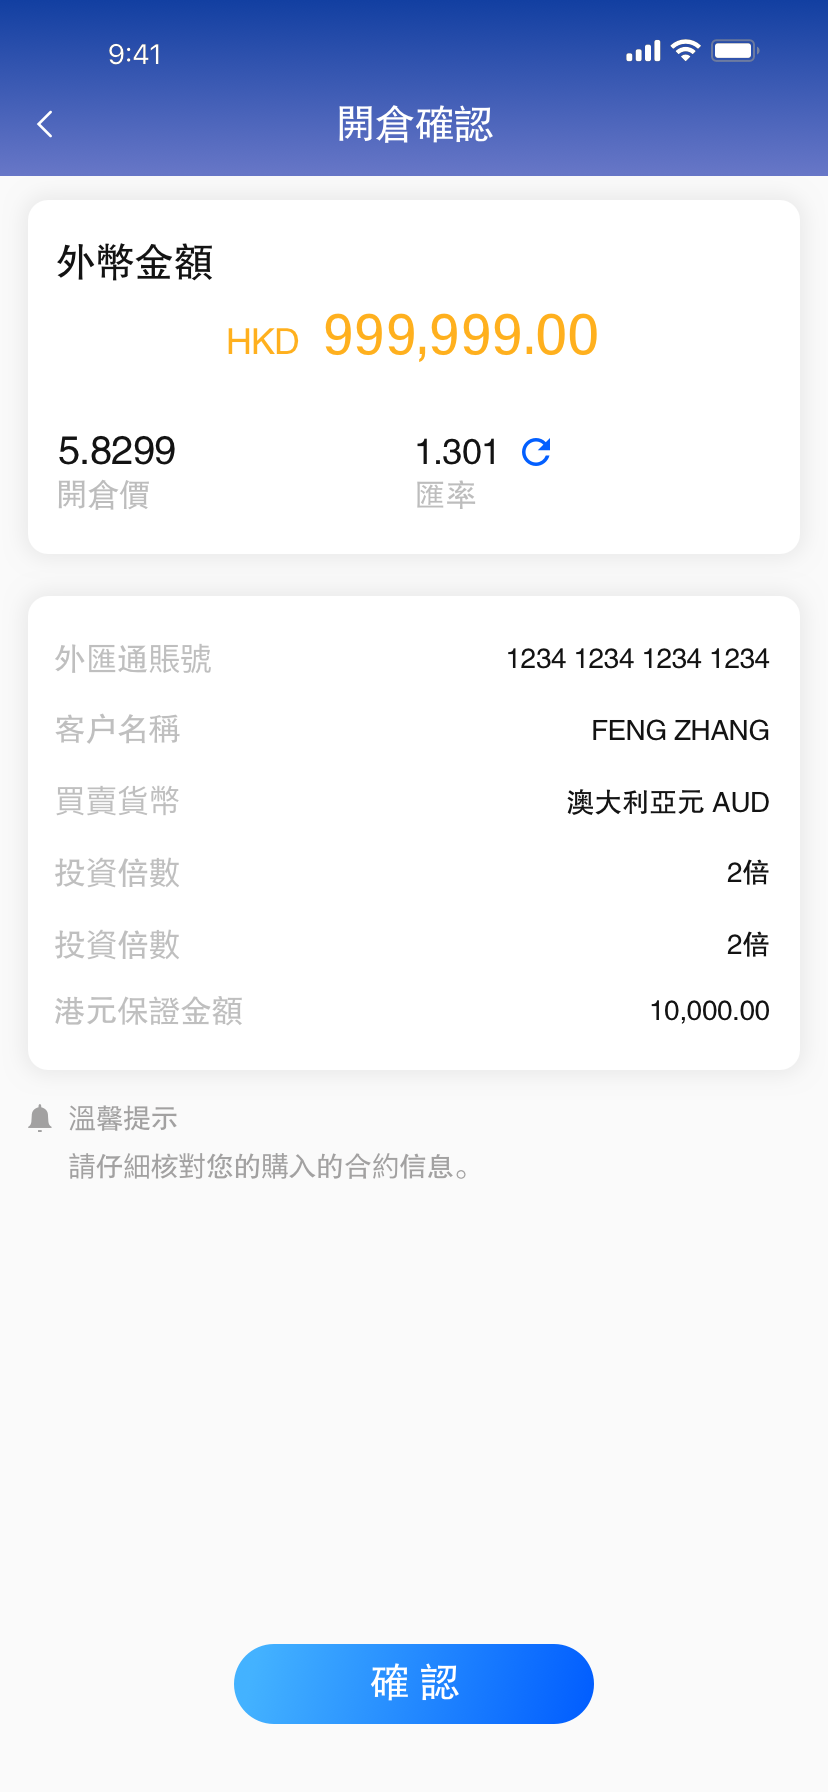 9:41
開倉確認
外幣金額
HKD 999,999.00
5.8299 1.301
開倉價 匯率
外匯通賬號 1234 1234 1234 1234
客户名稱 FENG ZHANG
買賣貨幣 澳大利亞元 AUD
投資倍數 2倍
投資倍數 2倍
港元保證金額 10,000.00
溫馨提示
請仔細核對您的購入的合約信息。
確認